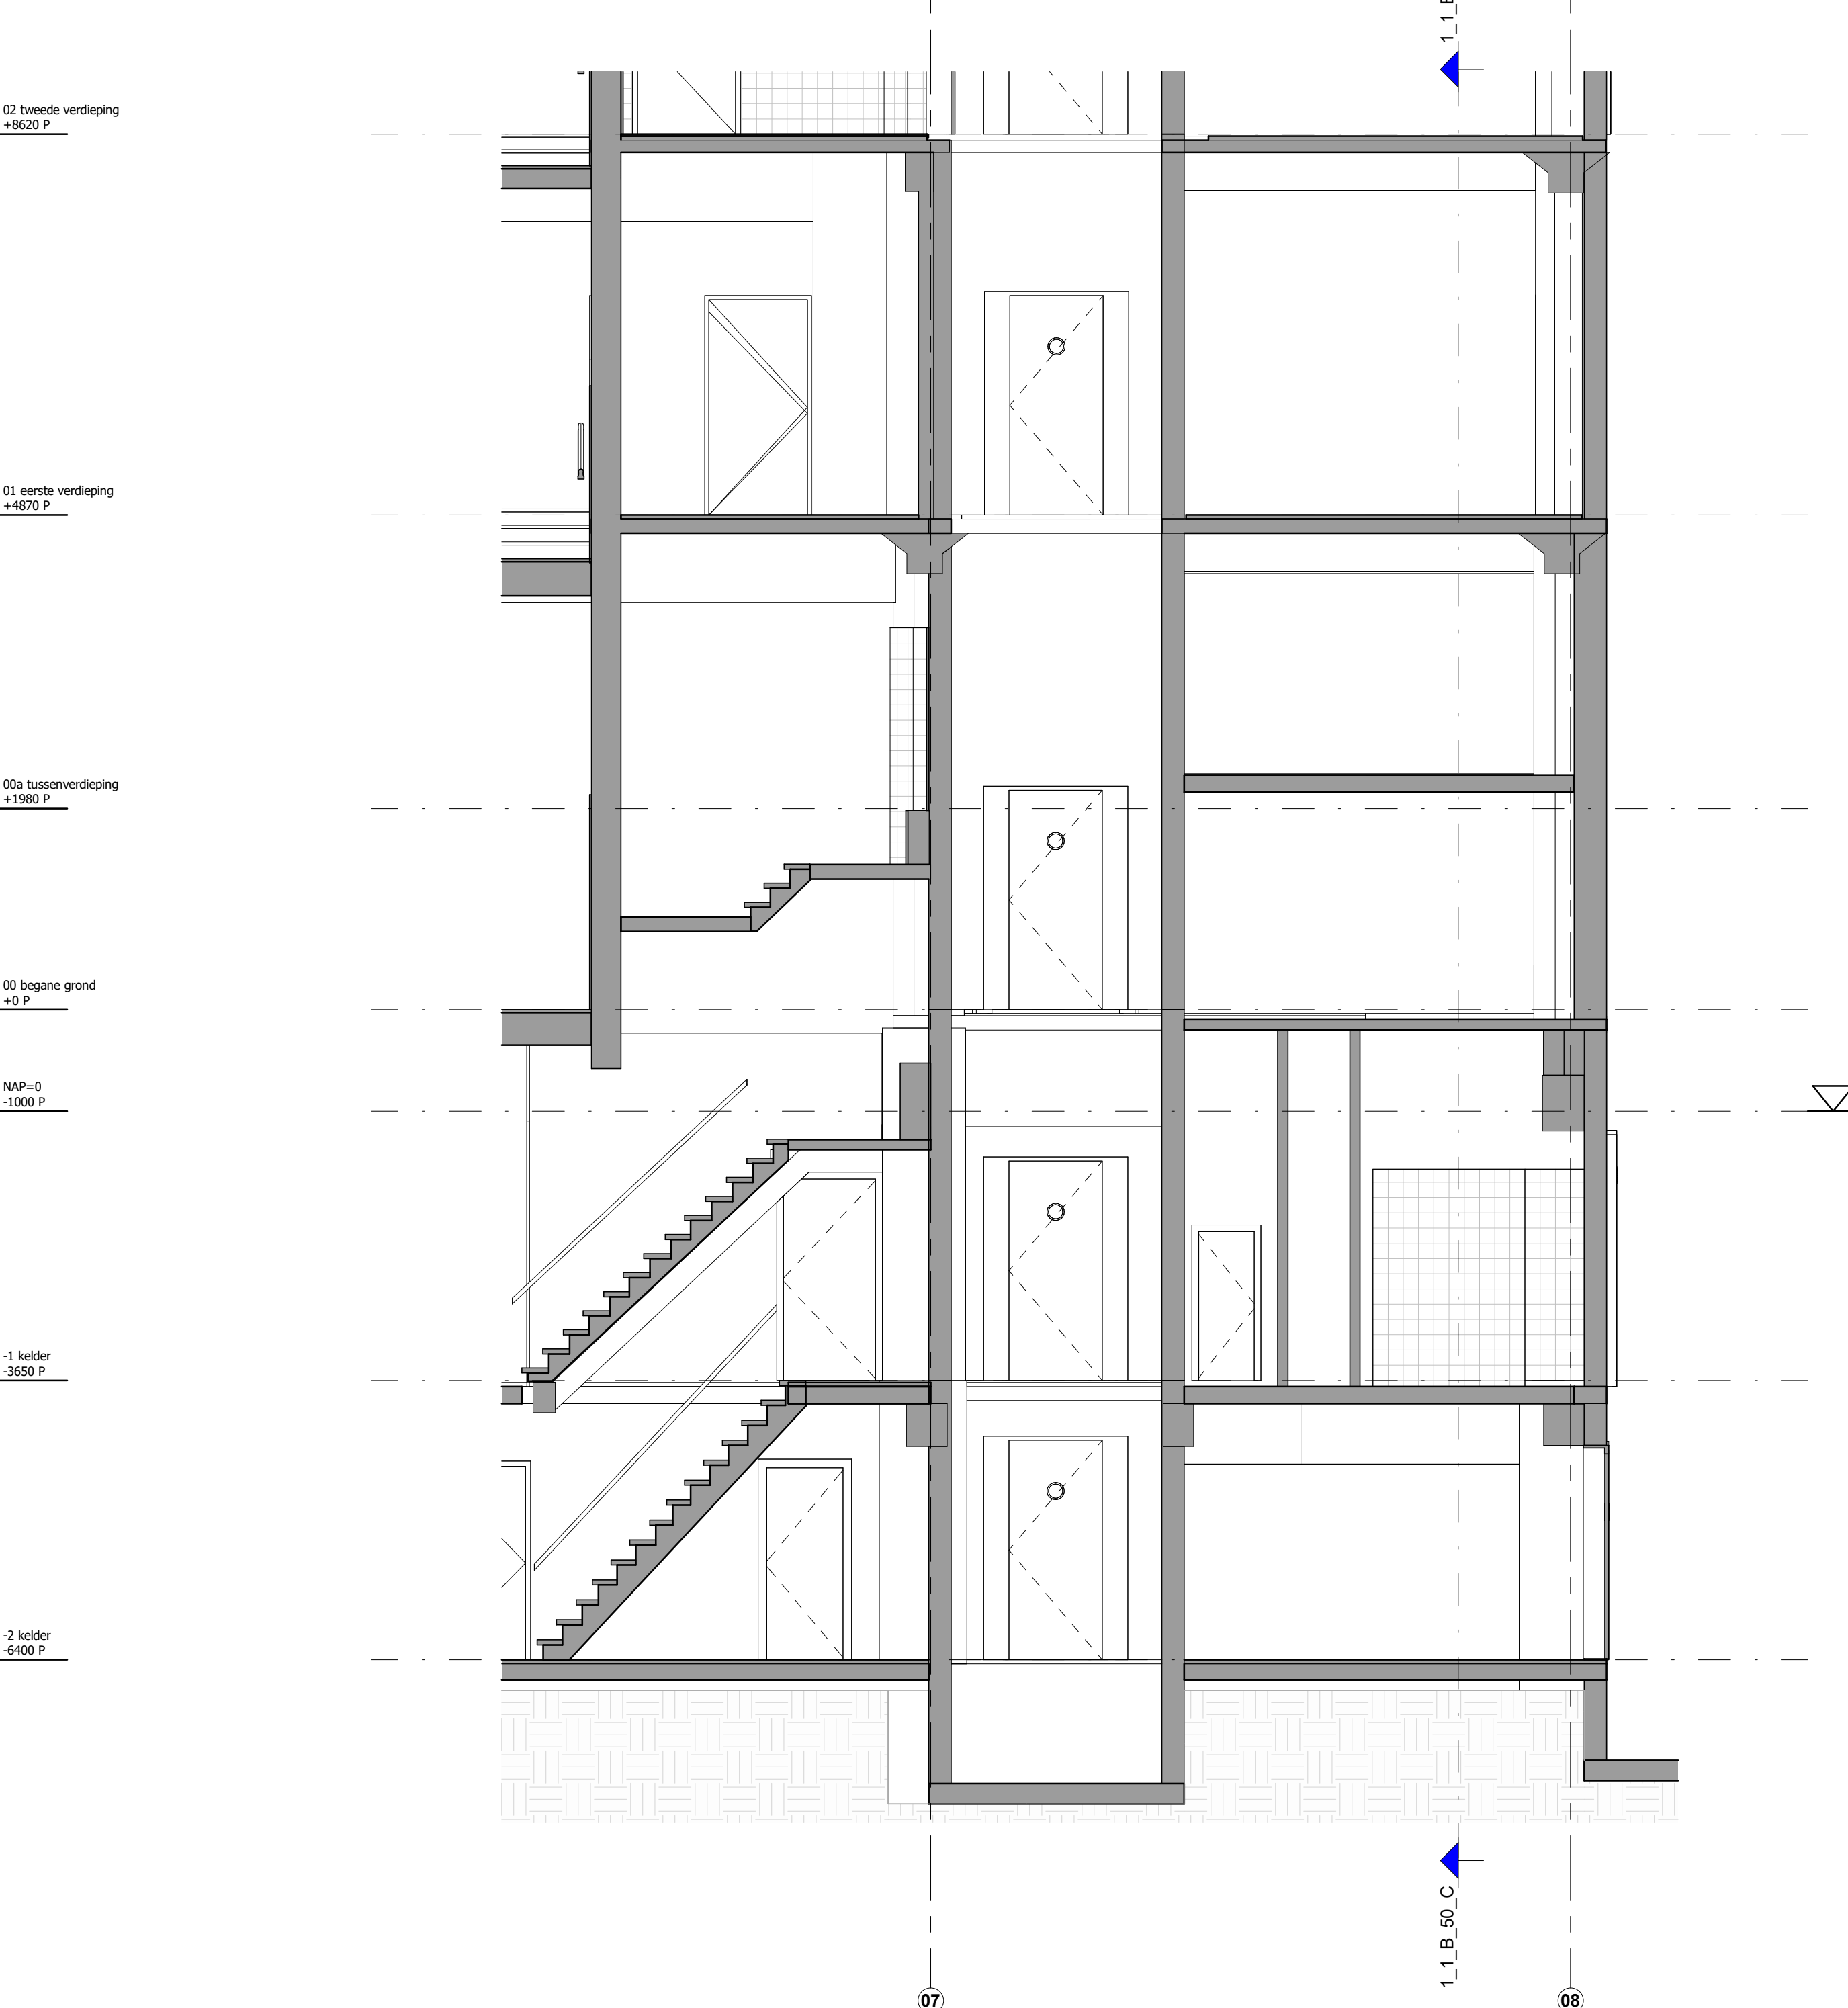 02 tweede verdieping
+8620 P
01 eerste verdieping
+4870 P
00a tussenverdieping
+1980 P
00 begane grond
+0 P
NAP=0
-1000 P
-1 kelder
-3650 P
-2 kelder
-6400 P
1_1_B_50_C
07
08